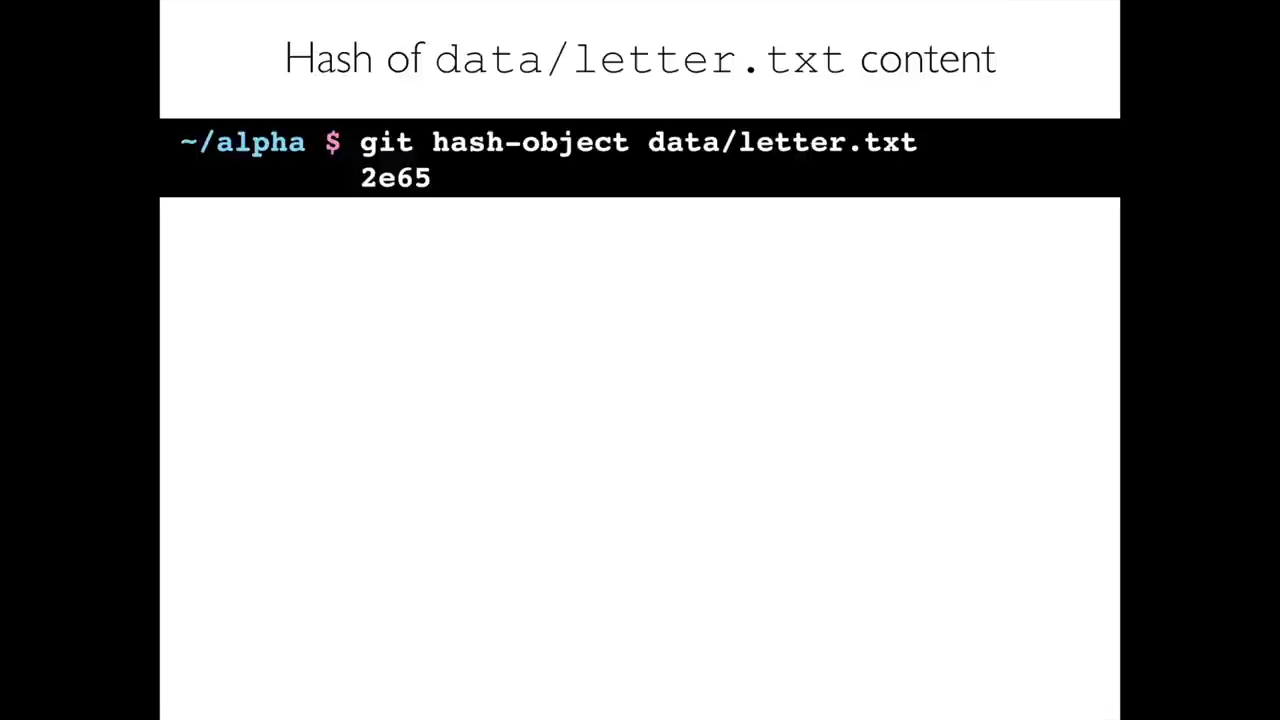 Hash of data/letter.txt content
~/alpha $ git hash-object data/letter.txt
2e65